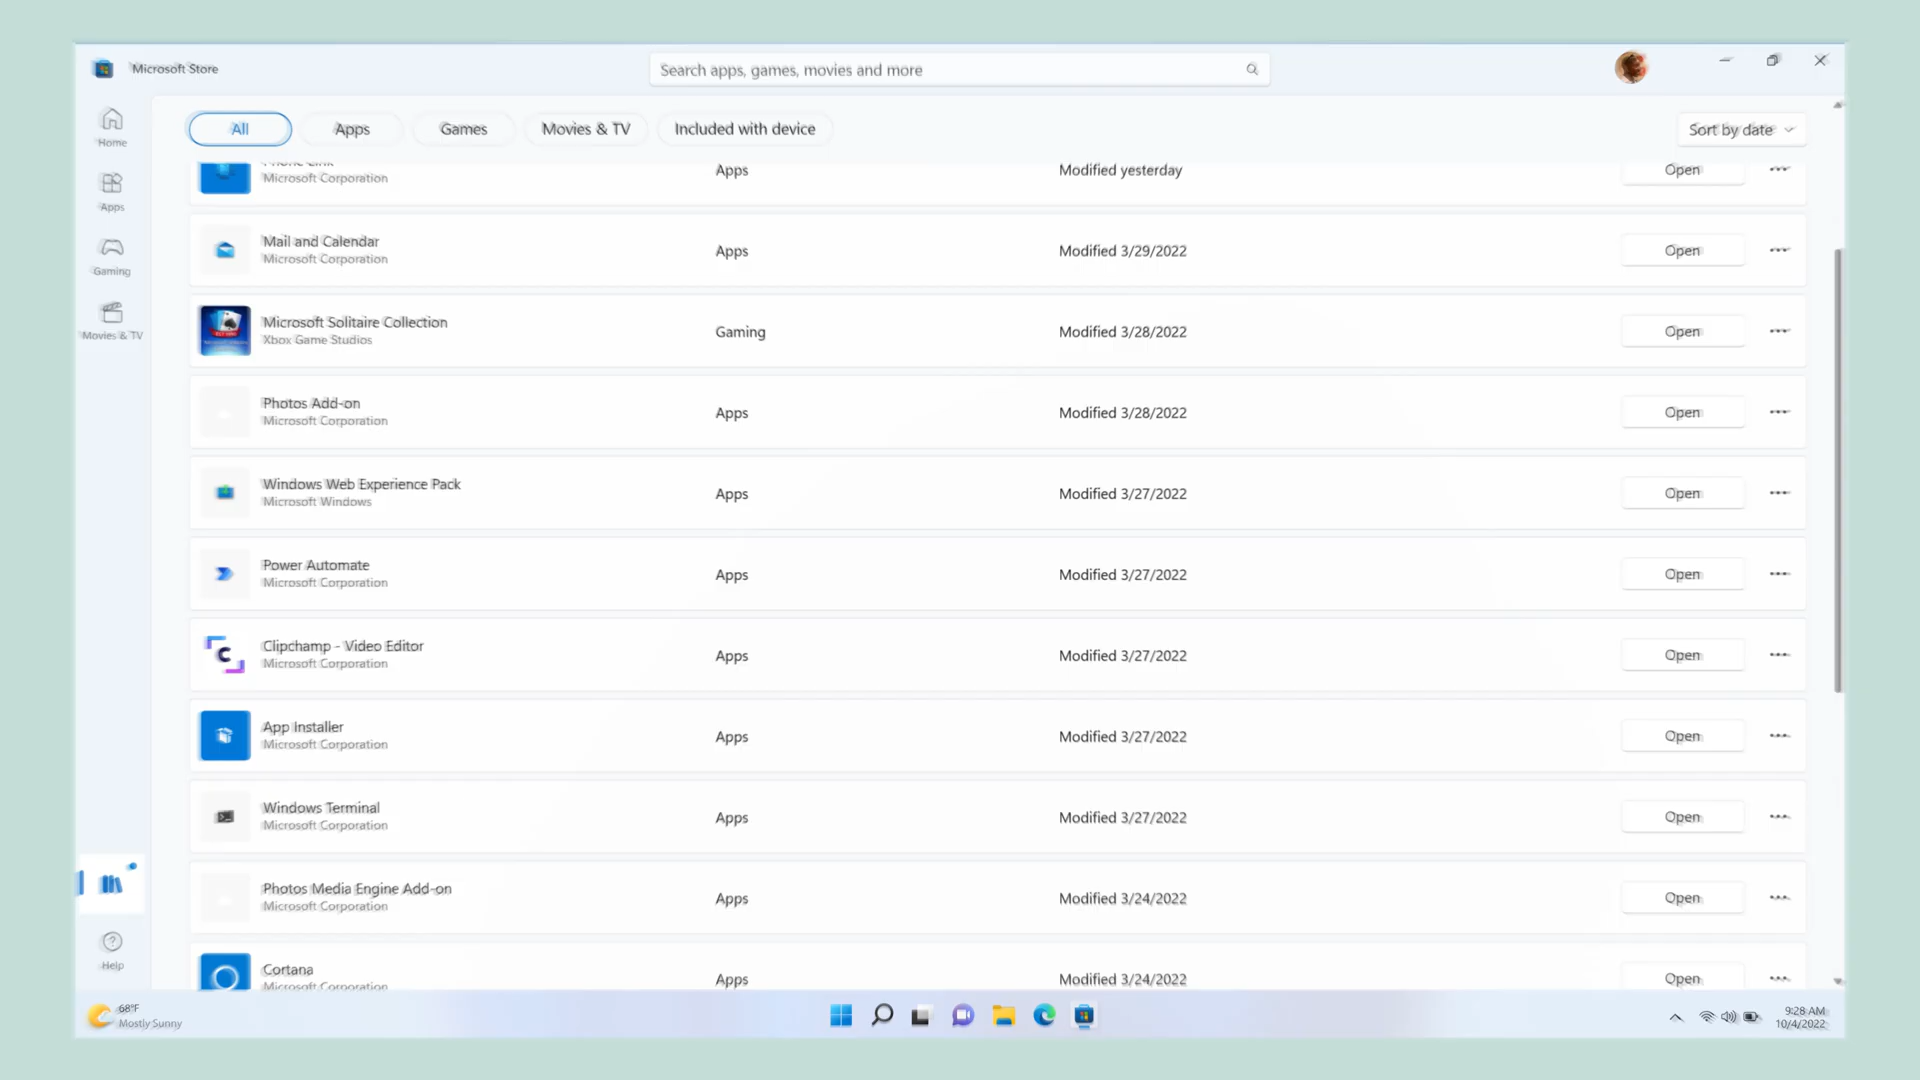 Microsoft Store
Search apps, games, movies and more
Home
Apps
Gaming
Movies & TV
Help
All
Apps
Games
Movies & TV
Included with device
Sort by date
Phone Link
Microsoft Corporation
Apps
Modified yesterday
Open
Mail and Calendar
Microsoft Corporation
Apps
Modified 3/29/2022
Open
Microsoft Solitaire Collection
Xbox Game Studios
Gaming
Modified 3/28/2022
Open
Photos Add-on
Microsoft Corporation
Apps
Modified 3/28/2022
Open
Windows Web Experience Pack
Microsoft Windows
Apps
Modified 3/27/2022
Open
Power Automate
Microsoft Corporation
Apps
Modified 3/27/2022
Open
Clipchamp - Video Editor
Microsoft Corporation
Apps
Modified 3/27/2022
Open
App Installer
Microsoft Corporation
Apps
Modified 3/27/2022
Open
Windows Terminal
Microsoft Corporation
Apps
Modified 3/27/2022
Open
Photos Media Engine Add-on
Microsoft Corporation
Apps
Modified 3/24/2022
Open
Cortana
Microsoft Corporation
Apps
Modified 3/24/2022
Open
68°F
Mostly Sunny
9:28 AM
10/4/2022